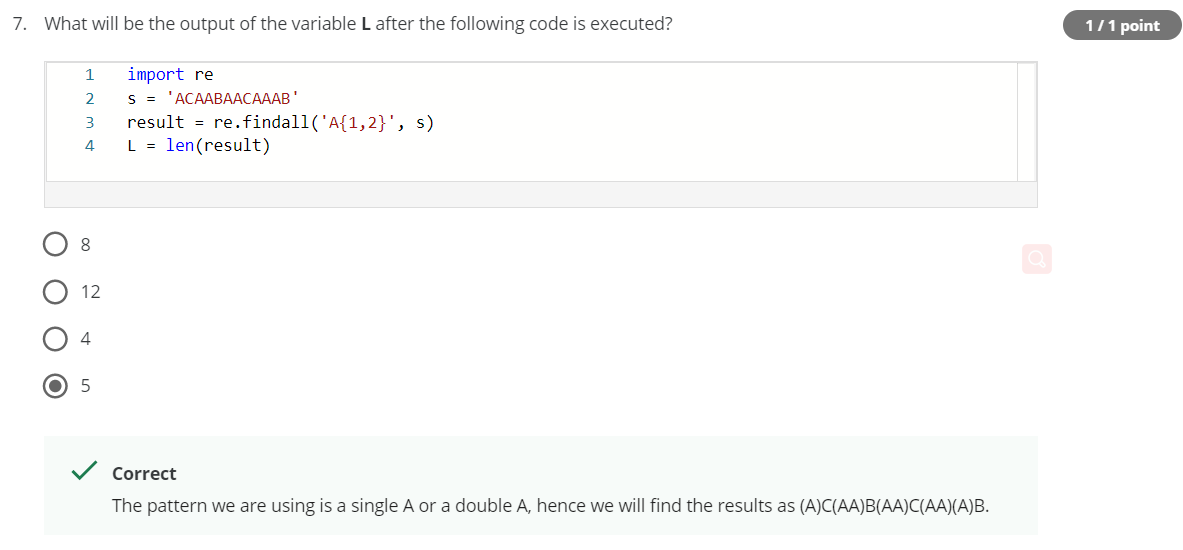 7. What will be the output of the variable L after the following code is executed?
1 / 1 point
1 import re
2 s = 'ACAABAACAAAB'
3 result = re.findall('A{1,2}', s)
4 L = len(result)
8
12
4
5
Correct
The pattern we are using is a single A or a double A, hence we will find the results as (A)C(AA)B(AA)C(AA)(A)B.